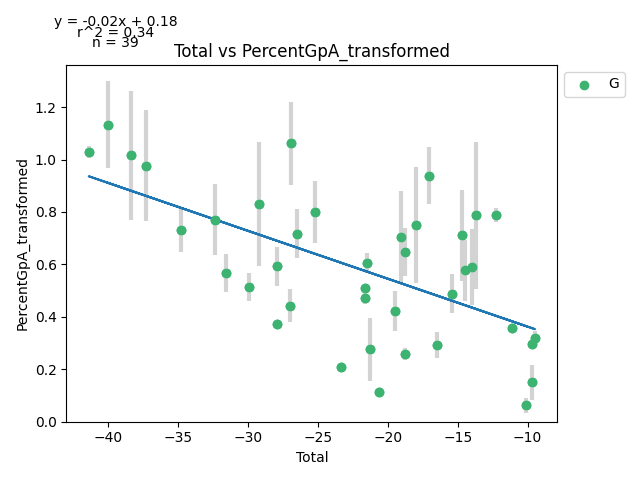 y = -0.02x + 0.18
r^2 = 0.34
n = 39
Total vs PercentGpA_transformed
G
PercentGpA_transformed
1.2
1.0
0.8
0.6
0.4
0.2
0.0
−40 −35 −30 −25 −20 −15 −10
Total